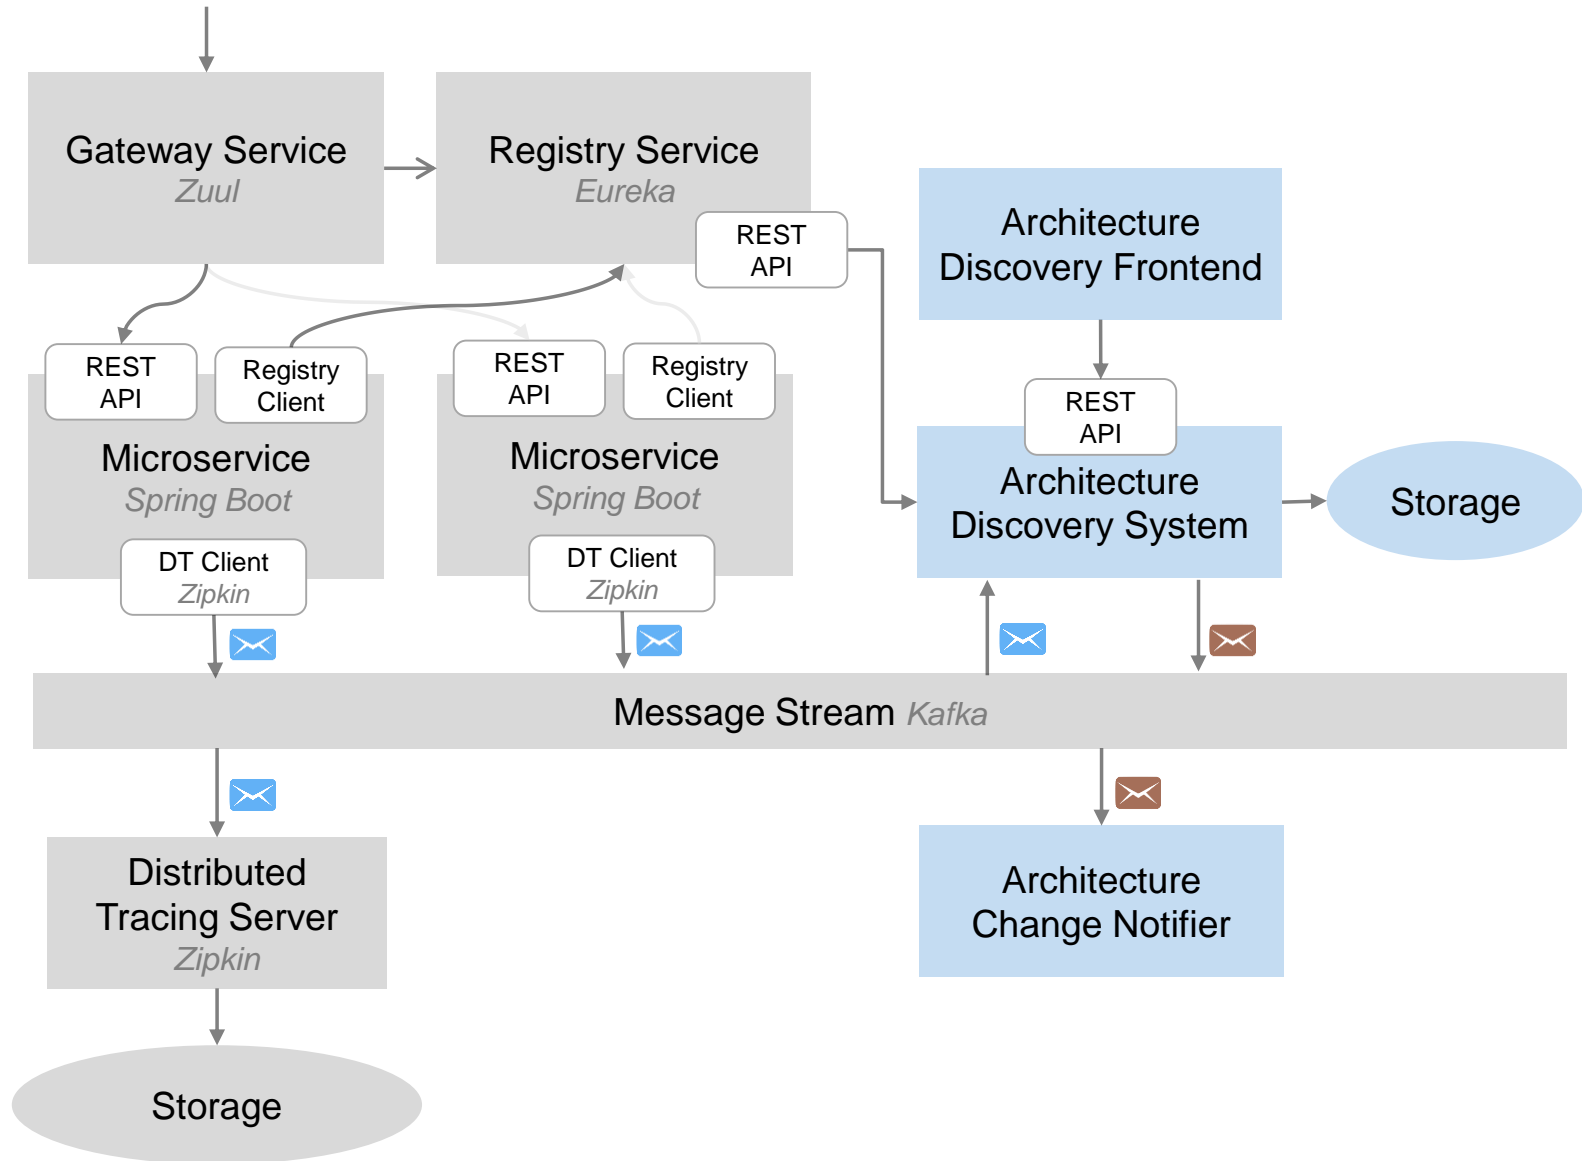 Gateway Service
Zuul
Registry Service
Eureka
REST
API
Architecture
Discovery Frontend
REST
API
Registry
Client
REST
API
Registry
Client
REST
API
Microservice
Spring Boot
Microservice
Spring Boot
Architecture
Discovery System
Storage
DT Client
Zipkin
DT Client
Zipkin
Message Stream Kafka
Distributed
Tracing Server
Zipkin
Architecture
Change Notifier
Storage